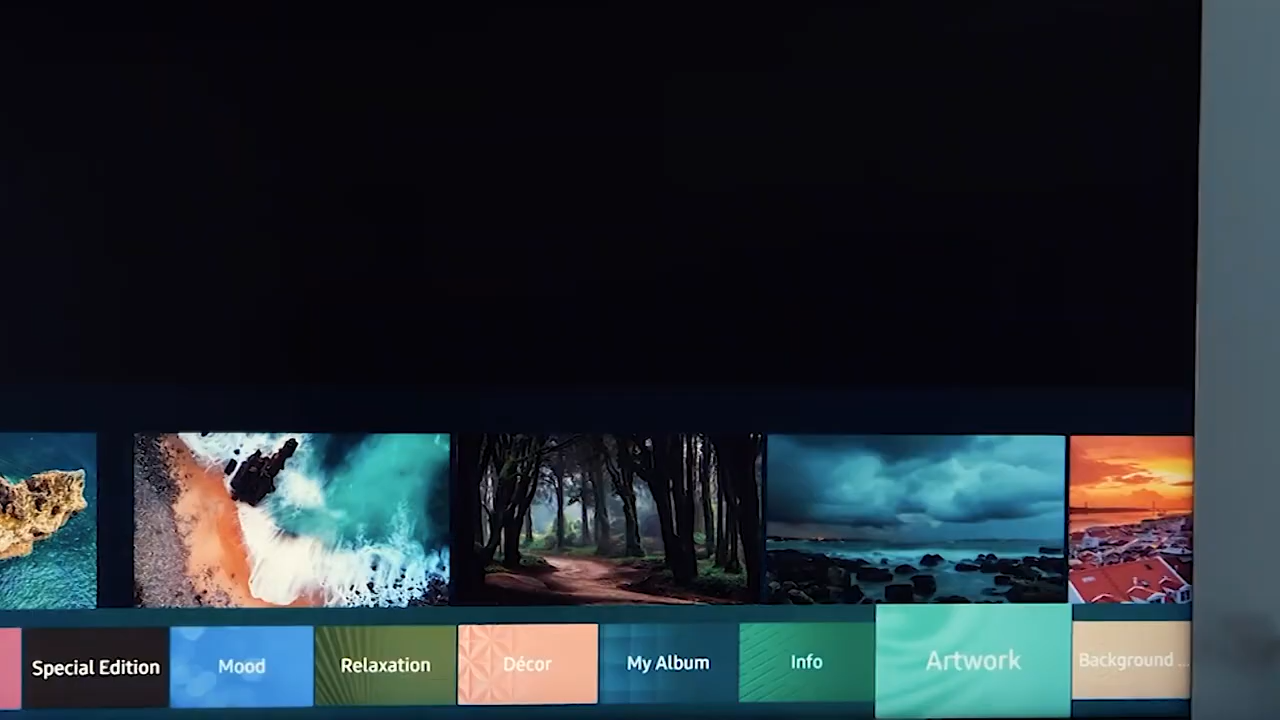 Special Edition
Mood
Relaxation
Décor
My Album
Info
Artwork
Background ...